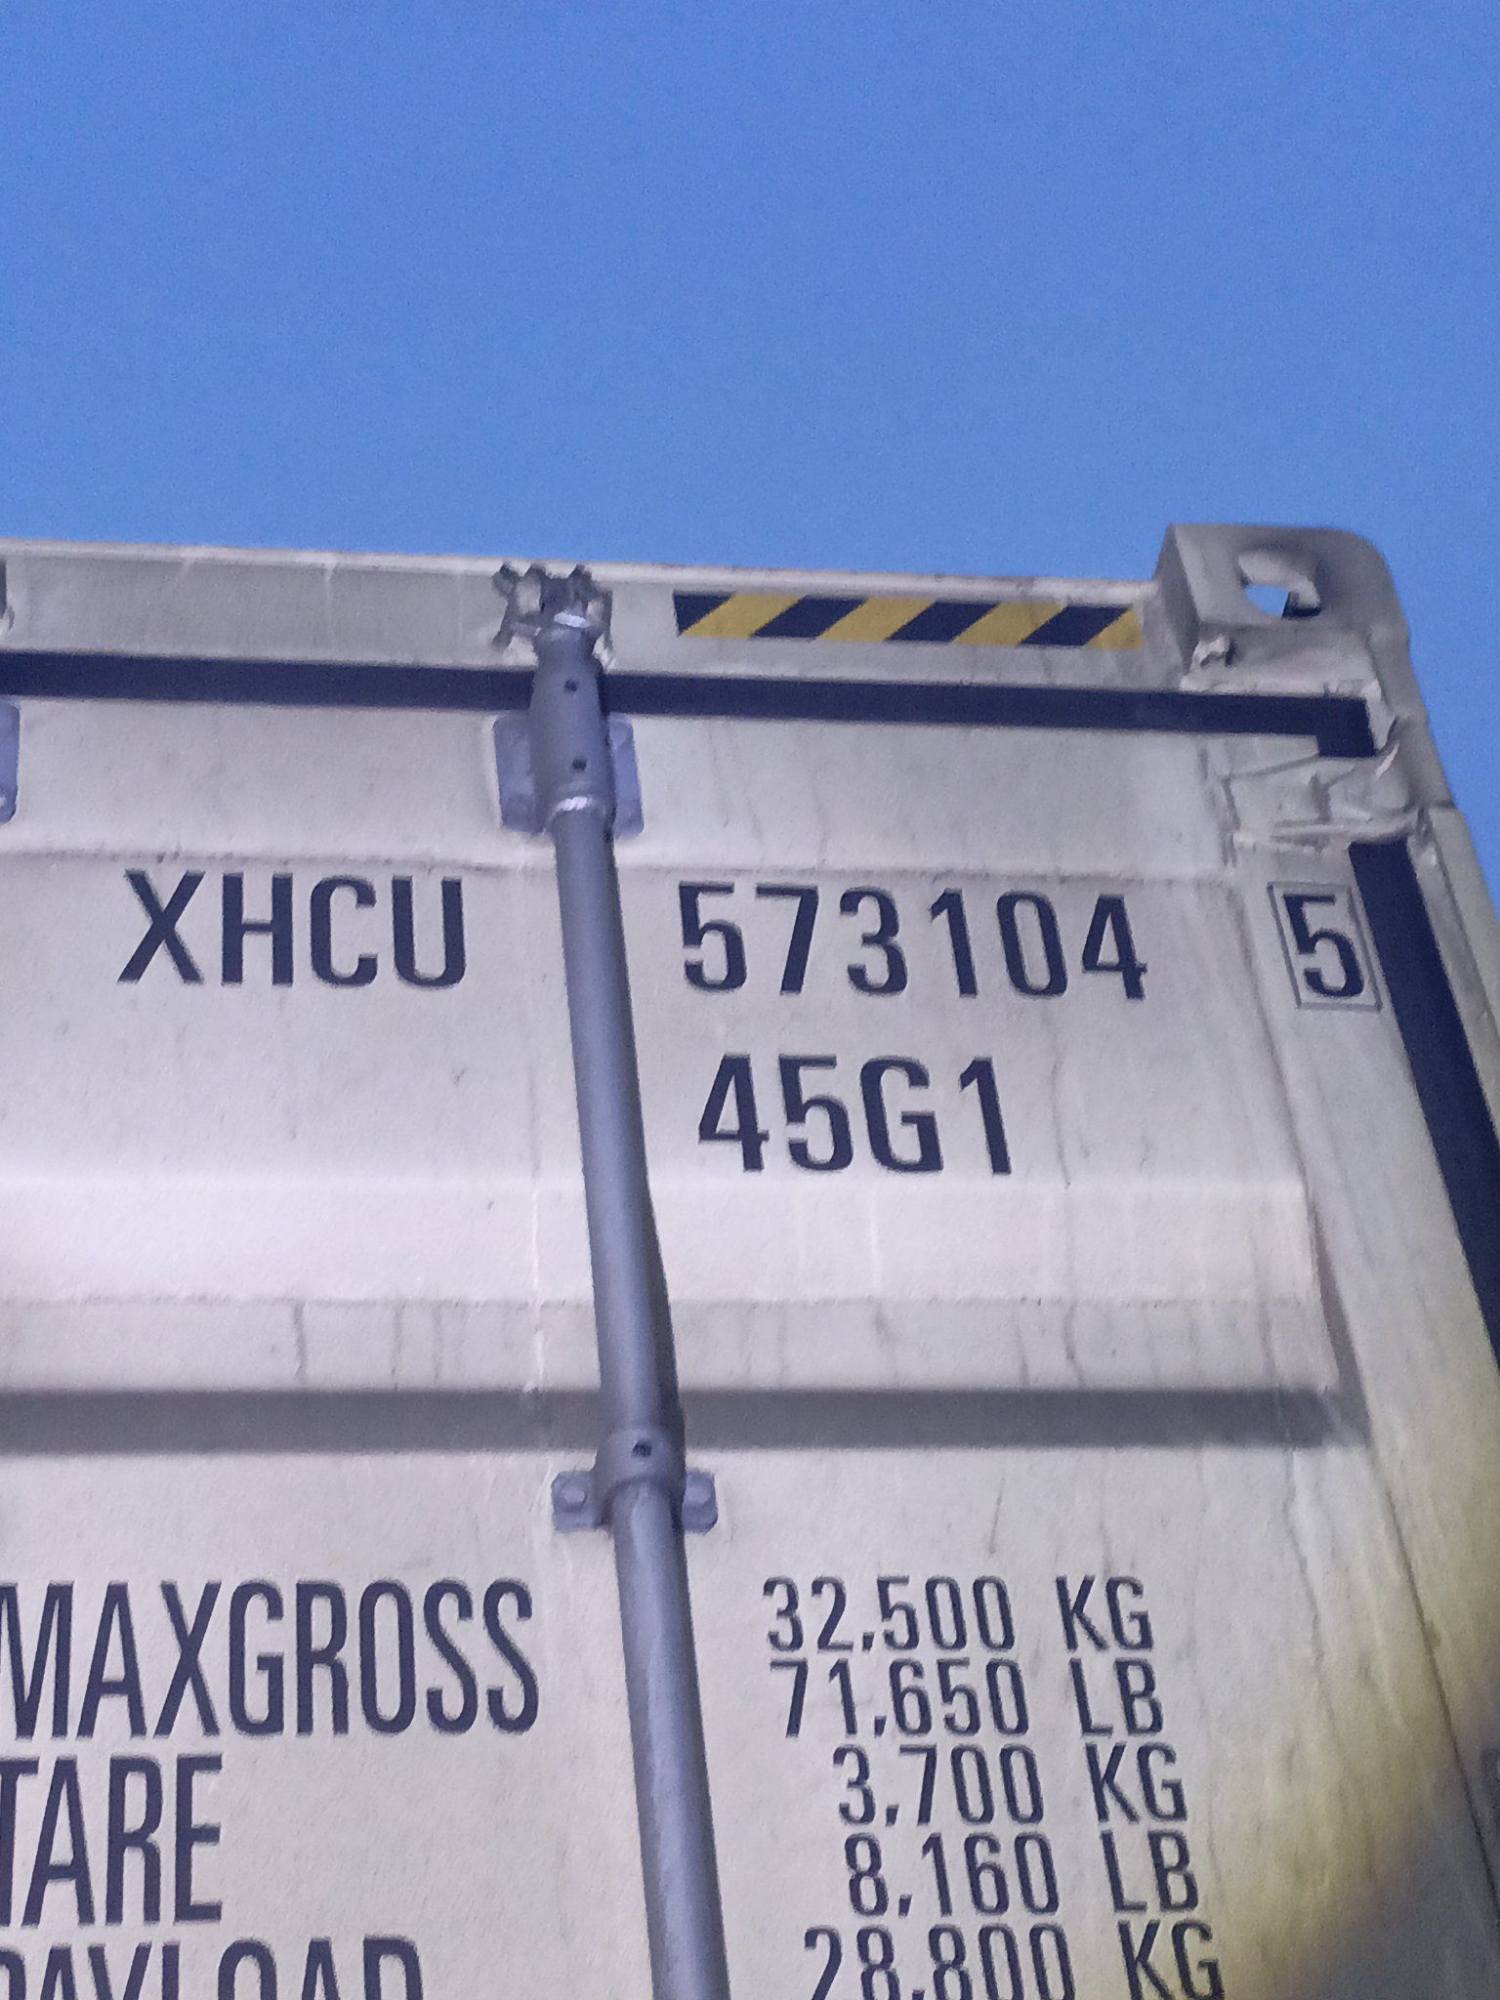 XHCU 573104 5
45G1
MAXGROSS 32,500 KG
71,650 LB
TARE 3,700 KG
8,160 LB
PAYLOAD 28,800 KG